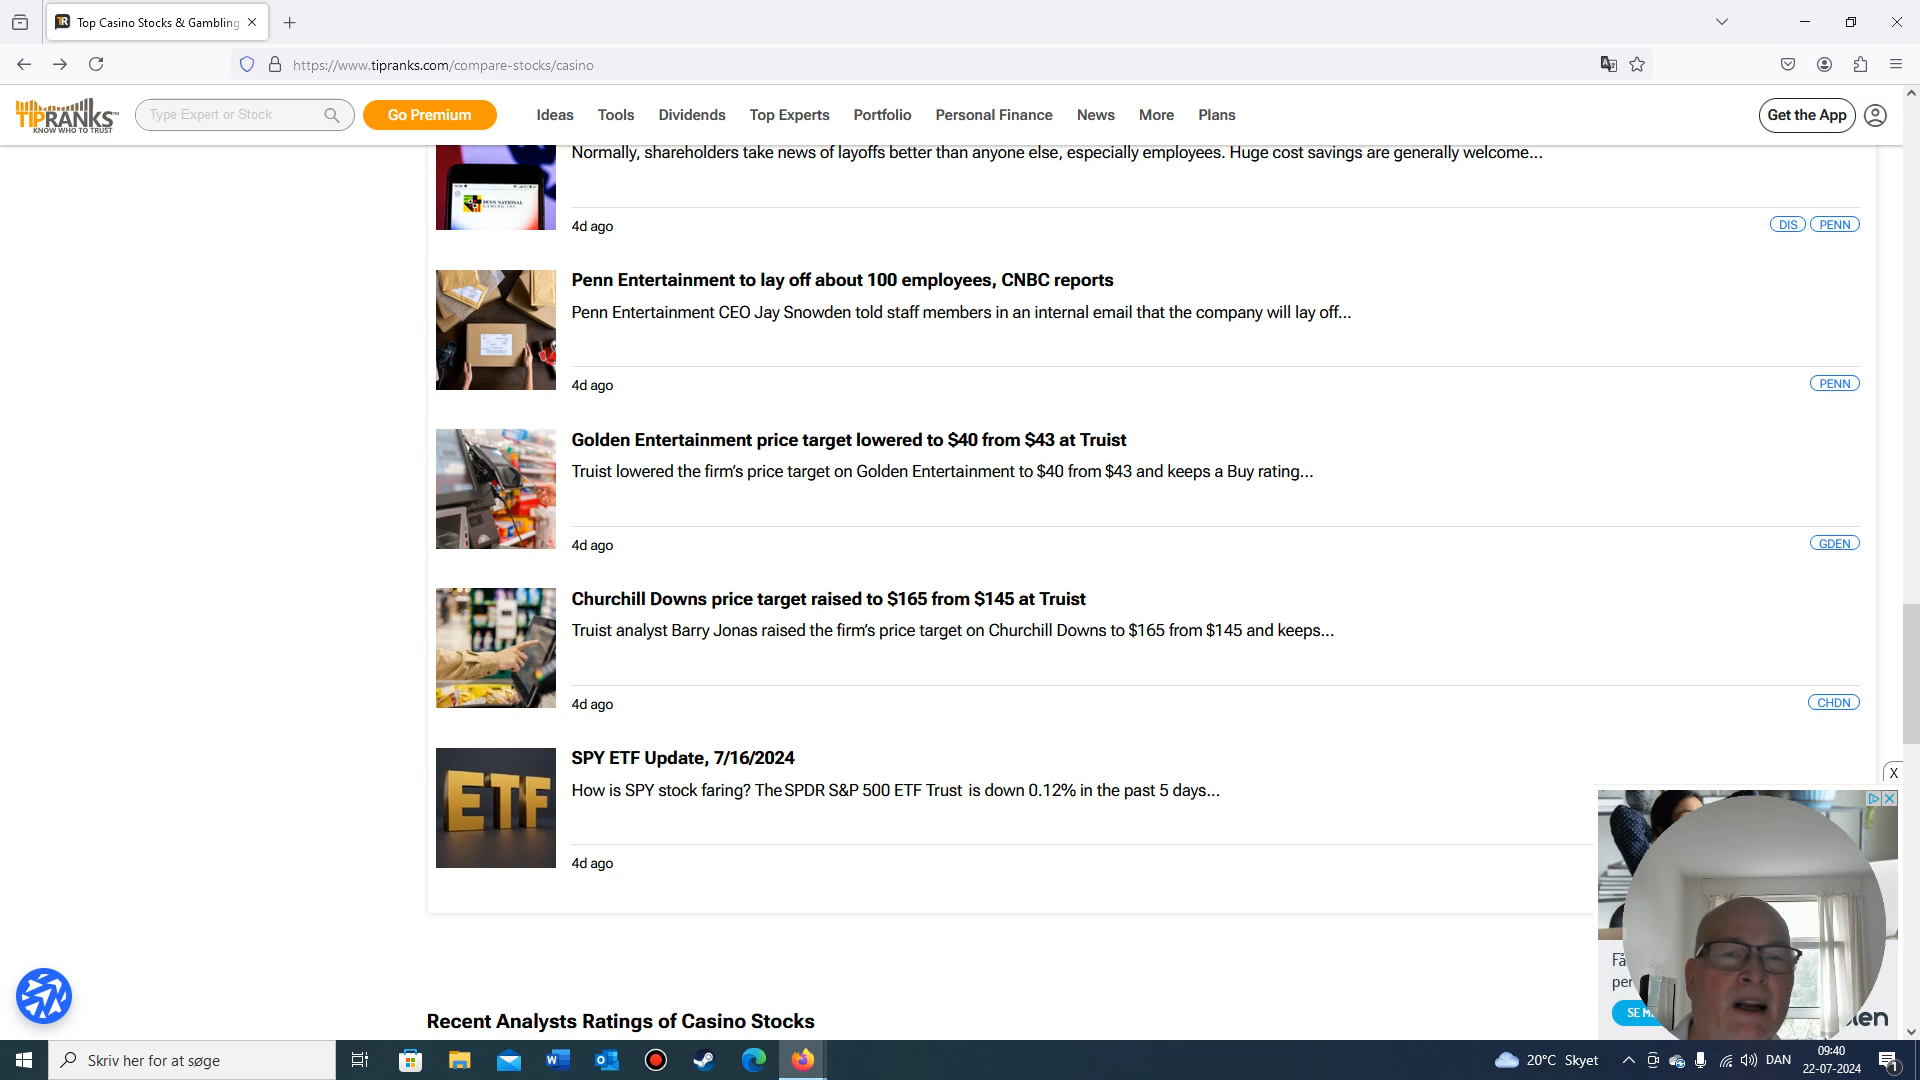 Top Casino Stocks & Gambling
https://www.tipranks.com/compare-stocks/casino
TIPRANKS
KNOW WHO TO TRUST
Type Expert or Stock
Go Premium
Ideas
Tools
Dividends
Top Experts
Portfolio
Personal Finance
News
More
Plans
Get the App
Normally, shareholders take news of layoffs better than anyone else, especially employees. Huge cost savings are generally welcome...
PENN NATIONAL
GAMING, INC
4d ago
DIS
PENN
Penn Entertainment to lay off about 100 employees, CNBC reports
Penn Entertainment CEO Jay Snowden told staff members in an internal email that the company will lay off...
4d ago
PENN
Golden Entertainment price target lowered to $40 from $43 at Truist
Truist lowered the firm's price target on Golden Entertainment to $40 from $43 and keeps a Buy rating...
4d ago
GDEN
Churchill Downs price target raised to $165 from $145 at Truist
Truist analyst Barry Jonas raised the firm's price target on Churchill Downs to $165 from $145 and keeps...
4d ago
CHDN
SPY ETF Update, 7/16/2024
How is SPY stock faring? The SPDR S&P 500 ETF Trust is down 0.12% in the past 5 days...
ETF
4d ago
X
Recent Analysts Ratings of Casino Stocks
Skriv her for at søge
20°C Skyet
DAN
09:40
22-07-2024
1